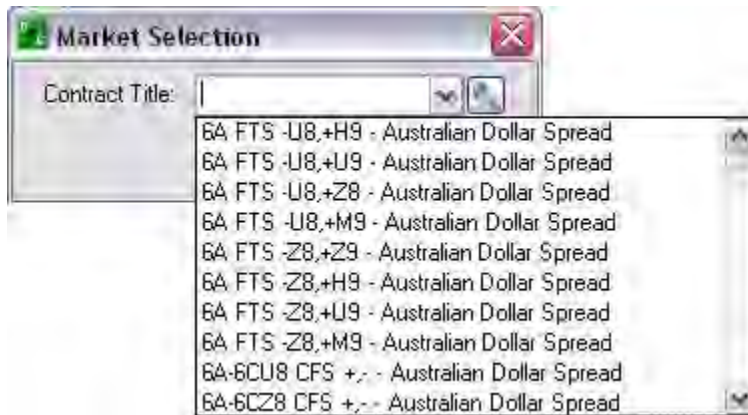 Market Selection
Contract Title:
6A FTS -U8,+H9 - Australian Dollar Spread
6A FTS -U8,+U9 - Australian Dollar Spread
6A FTS -U8,+Z8 - Australian Dollar Spread
6A FTS -U8,+M9 - Australian Dollar Spread
6A FTS -Z8,+Z9 - Australian Dollar Spread
6A FTS -Z8,+H9 - Australian Dollar Spread
6A FTS -Z8,+U9 - Australian Dollar Spread
6A FTS -Z8,+M9 - Australian Dollar Spread
6A-6CU8 CFS +,- - Australian Dollar Spread
6A-6CZ8 CFS +,- - Australian Dollar Spread